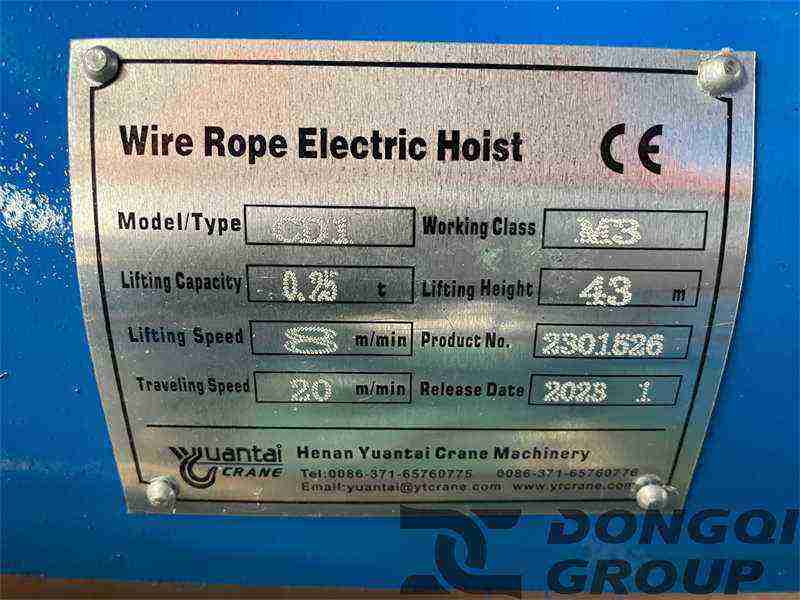 Wire Rope Electric Hoist CE
Model/Type CD1 Working Class M3
Lifting Capacity 0.25 t Lifting Height 43 m
Lifting Speed 8 m/min Product No. 2301526
Traveling Speed 20 m/min Release Date 2023 1
Yuantai CRANE
Henan Yuantai Crane Machinery
Tel:0086-371-65760775 0086-371-65760776
Email:yuantai@ytcrane.com www.ytcrane.com
DONGQI
GROUP